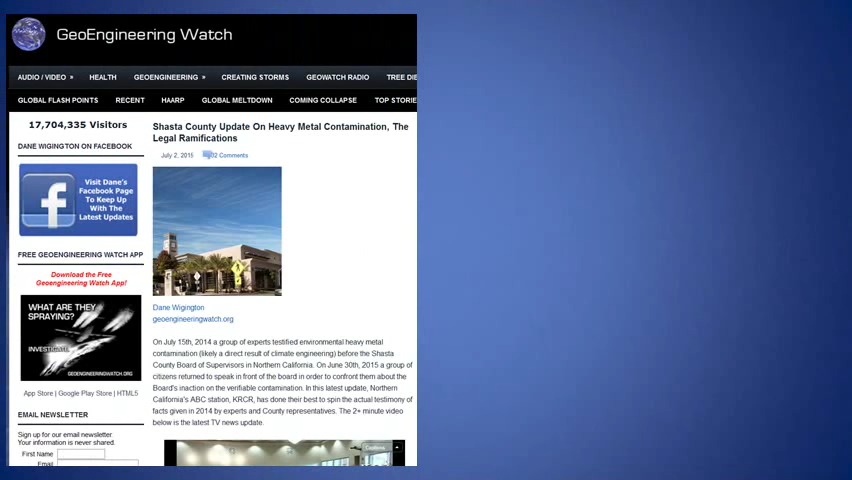 GeoEngineering Watch
AUDIO / VIDEO »
HEALTH
GEOENGINEERING »
CREATING STORMS
GEOWATCH RADIO
TREE DIE
GLOBAL FLASH POINTS
RECENT
HAARP
GLOBAL MELTDOWN
COMING COLLAPSE
TOP STORIE
17,704,335 Visitors
DANE WIGINGTON ON FACEBOOK
Visit Dane's
Facebook Page
To Keep Up
With The
Latest Updates
FREE GEOENGINEERING WATCH APP
Download the Free
Geoengineering Watch App!
WHAT ARE THEY
SPRAYING?
INVESTIGATE
GEOENGINEERINGWATCH.ORG
App Store | Google Play Store | HTML5
EMAIL NEWSLETTER
Sign up for our email newsletter.
Your information is never shared.
First Name
Email
Shasta County Update On Heavy Metal Contamination, The
Legal Ramifications
July 2, 2015
Comments
Dane Wigington
geoengineeringwatch.org
On July 15th, 2014 a group of experts testified environmental heavy metal
contamination (likely a direct result of climate engineering) before the Shasta
County Board of Supervisors in Northern California. On June 30th, 2015 a group of
citizens returned to speak in front of the board in order to confront them about the
Board's inaction on the verifiable contamination. In this latest update, Northern
California's ABC station, KRCR, has done their best to spin the actual testimony of
facts given in 2014 by experts and County representatives. The 2+ minute video
below is the latest TV news update.